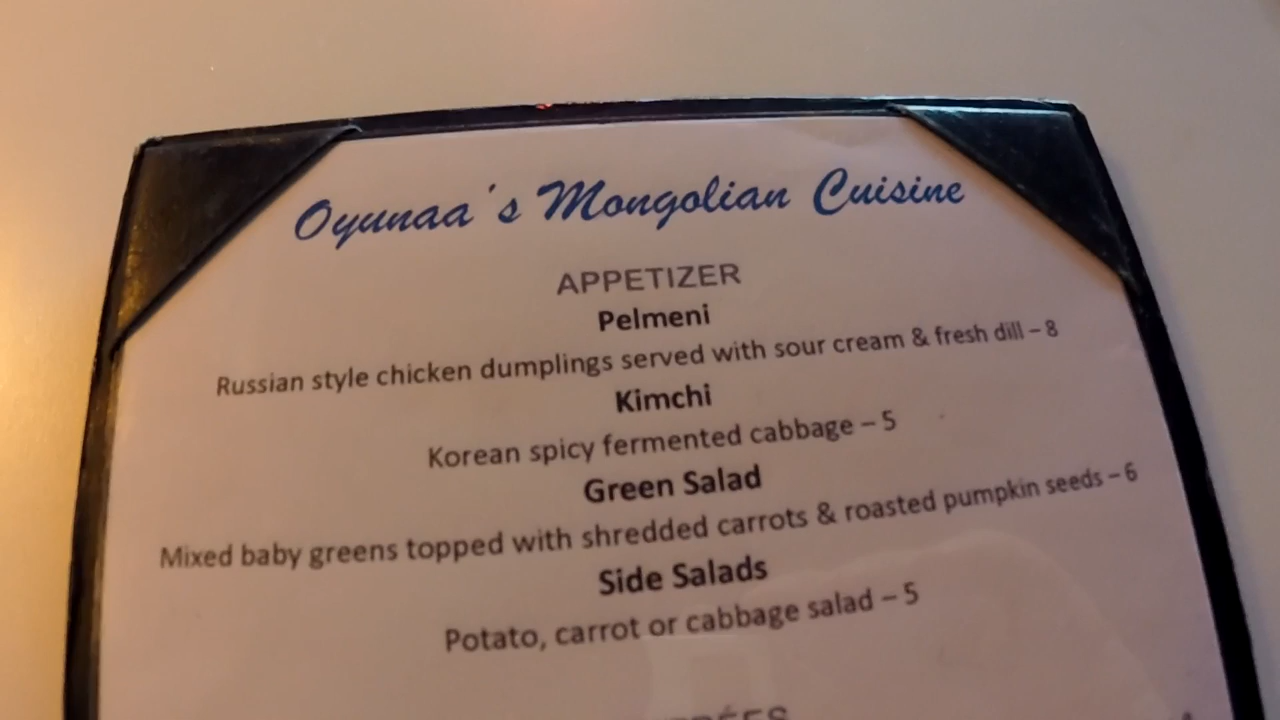 Oyunaa's Mongolian Cuisine
APPETIZER
Pelmeni
Russian style chicken dumplings served with sour cream & fresh dill – 8
Kimchi
Korean spicy fermented cabbage – 5
Green Salad
Mixed baby greens topped with shredded carrots & roasted pumpkin seeds – 6
Side Salads
Potato, carrot or cabbage salad – 5